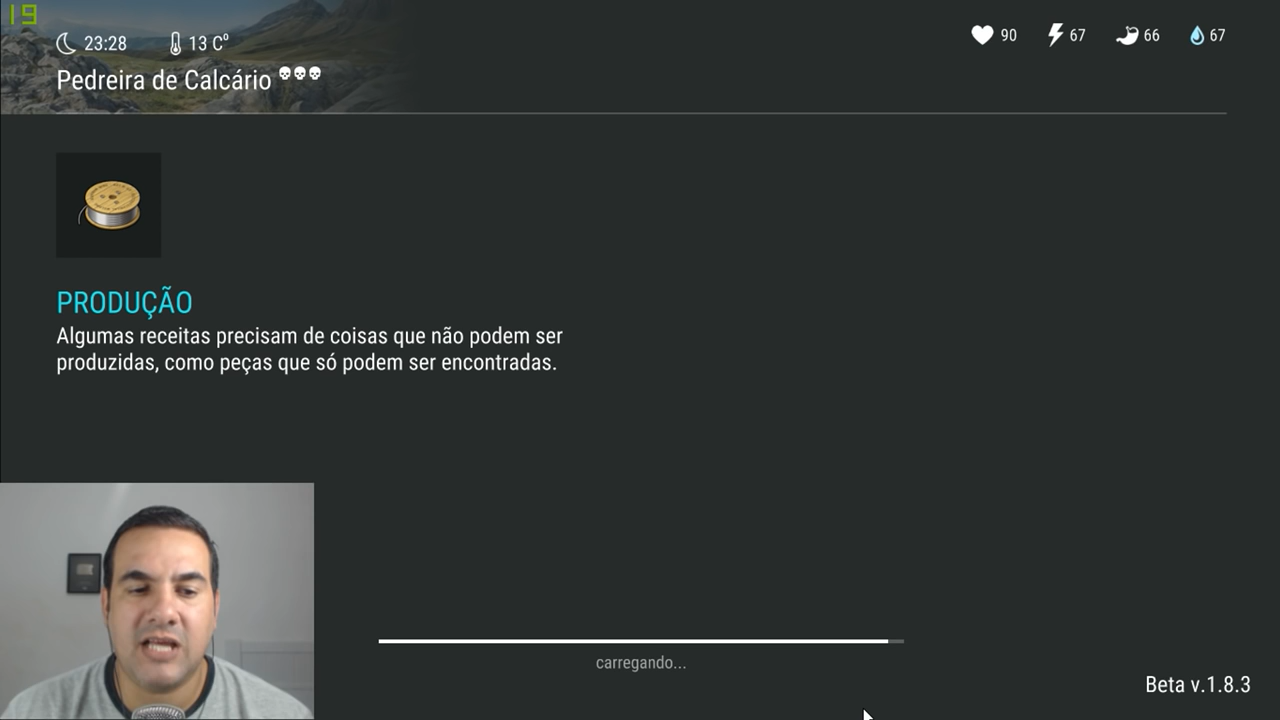 19
23:28 13 Cº
90 67 66 67
Pedreira de Calcário
PRODUÇÃO
Algumas receitas precisam de coisas que não podem ser
produzidas, como peças que só podem ser encontradas.
carregando...
Beta v.1.8.3